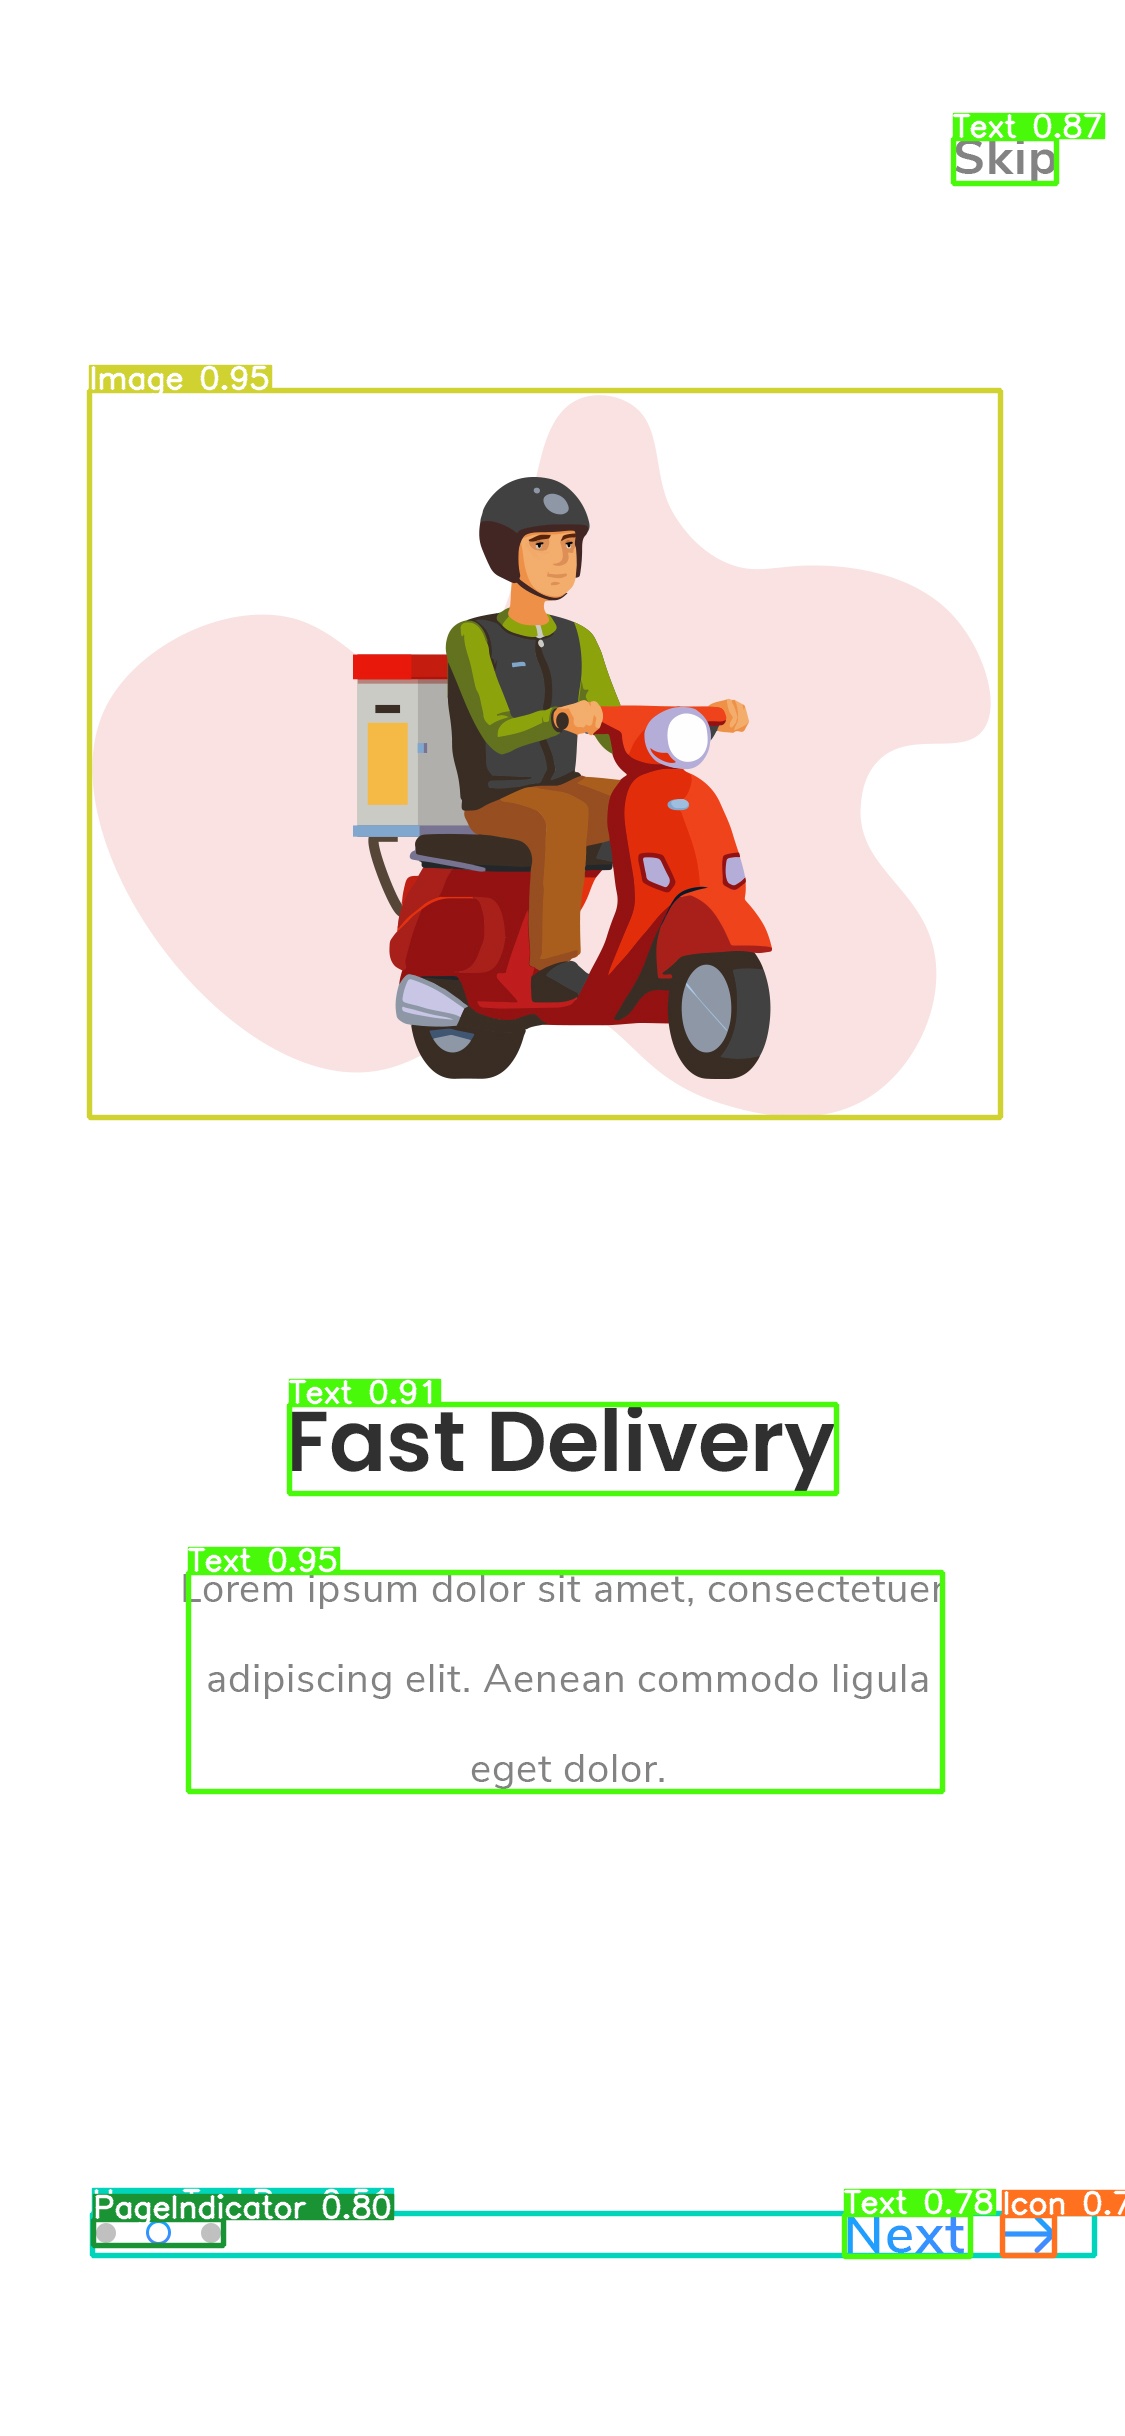 Text 0.87
Skip
Image 0.95
Text 0.91
Fast Delivery
Text 0.95
Lorem ipsum dolor sit amet, consectetuer
adipiscing elit. Aenean commodo ligula
eget dolor.
PageIndicator 0.80
Text 0.78
Icon 0.7
Next